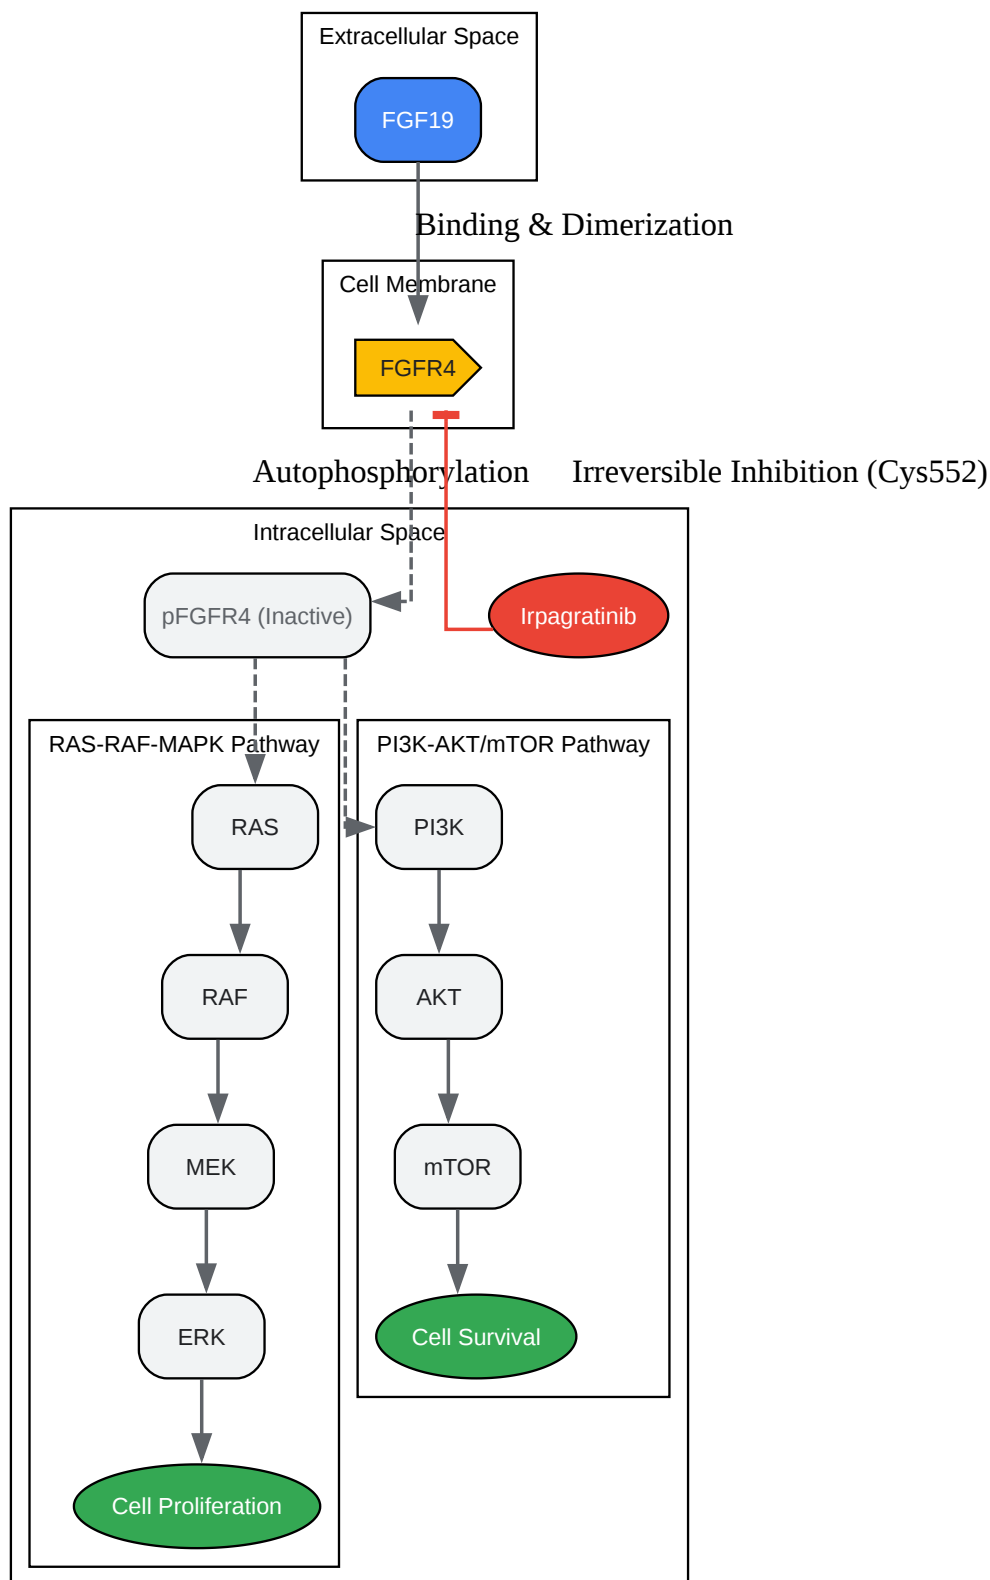 Extracellular Space
FGF19
Binding & Dimerization
Cell Membrane
FGFR4
Autophosphorylation
Irreversible Inhibition (Cys552)
Intracellular Space
pFGFR4 (Inactive)
Irpagratinib
RAS-RAF-MAPK Pathway
PI3K-AKT/mTOR Pathway
RAS
PI3K
RAF
AKT
MEK
mTOR
ERK
Cell Survival
Cell Proliferation